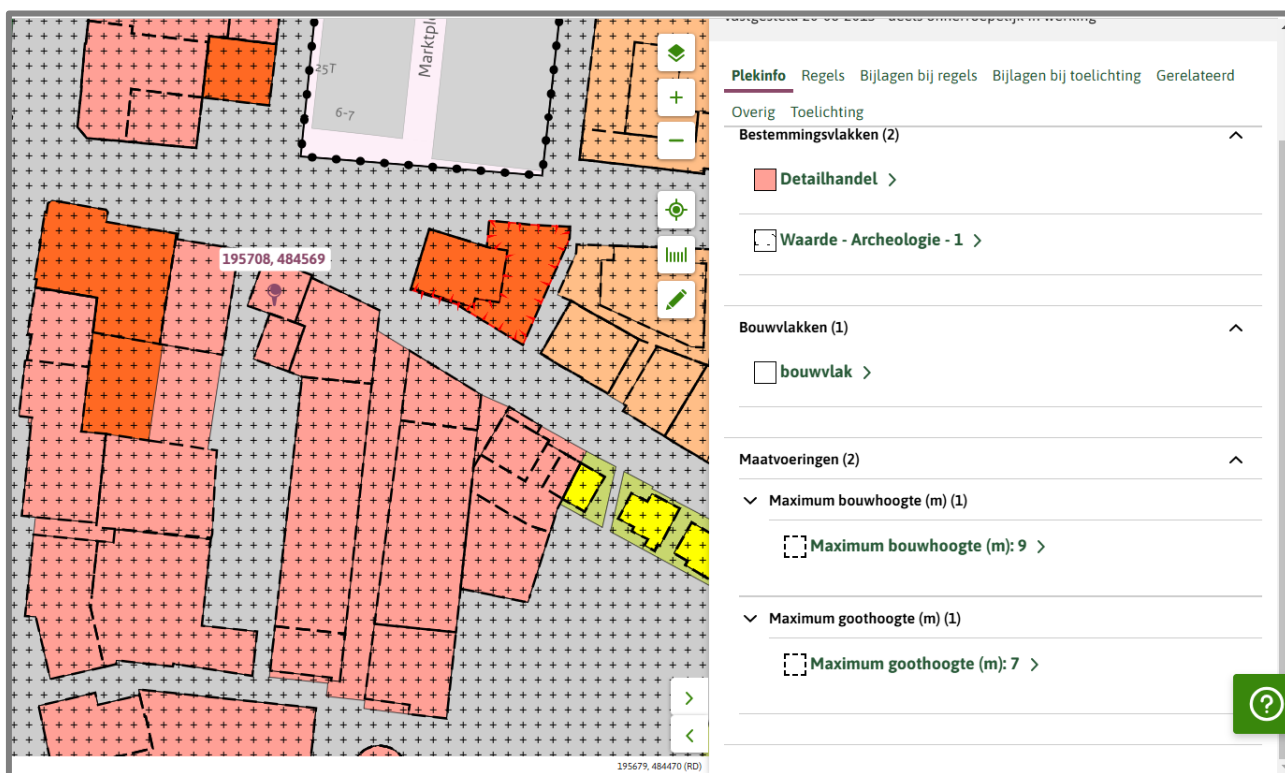 Marktpl
25T
6-7
195708, 484569
195679, 484470 (RD)
Plekinfo Regels Bijlagen bij regels Bijlagen bij toelichting Gerelateerd
Overig Toelichting
Bestemmingsvlakken (2)
Detailhandel
Waarde - Archeologie - 1
Bouwvlakken (1)
bouwvlak
Maatvoeringen (2)
Maximum bouwhoogte (m) (1)
Maximum bouwhoogte (m): 9
Maximum goothoogte (m) (1)
Maximum goothoogte (m): 7